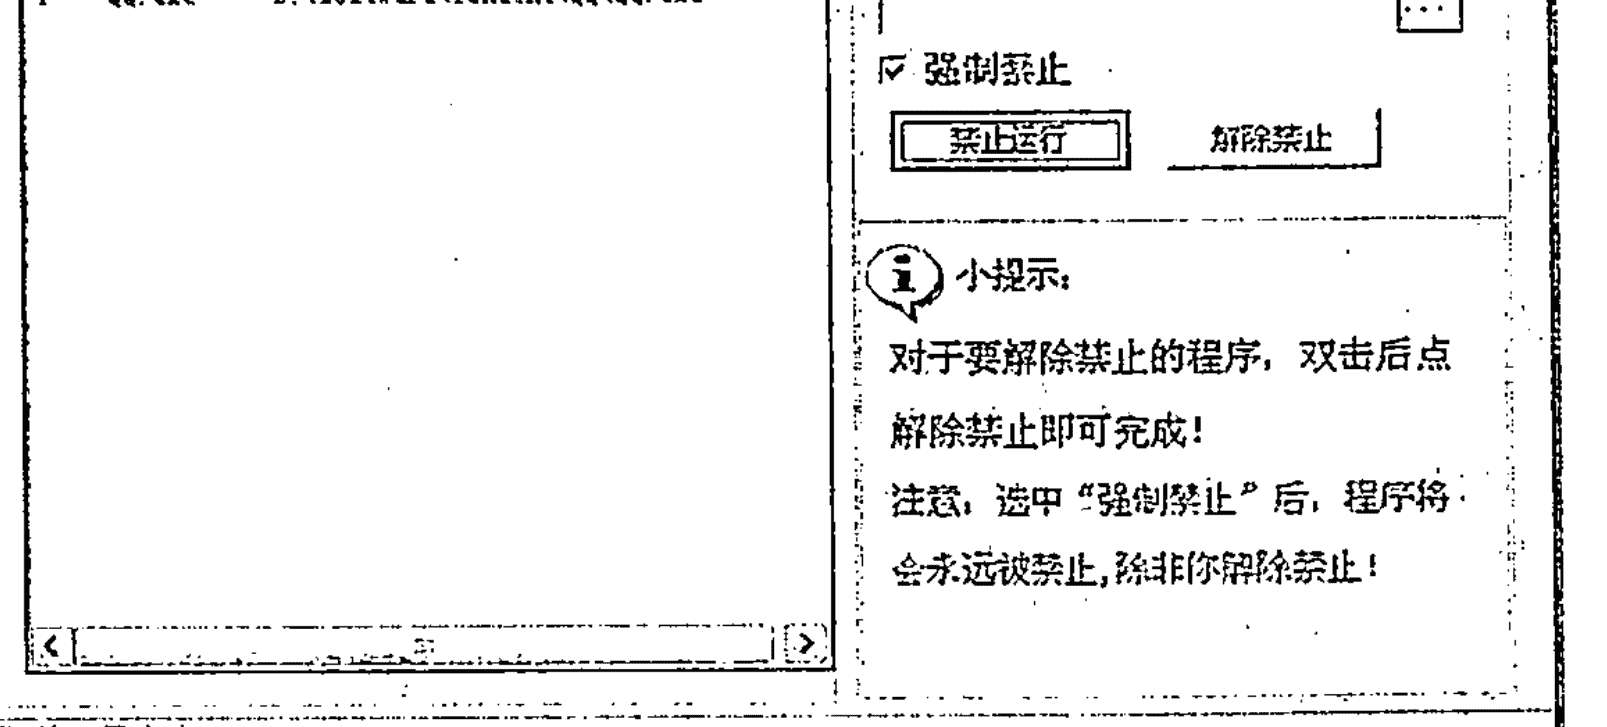 强制禁止
禁止运行
解除禁止
小提示:
对于要解除禁止的程序，双击后点
解除禁止即可完成!
注意，选中“强制禁止”后，程序将
会永远被禁止,除非你解除禁止!